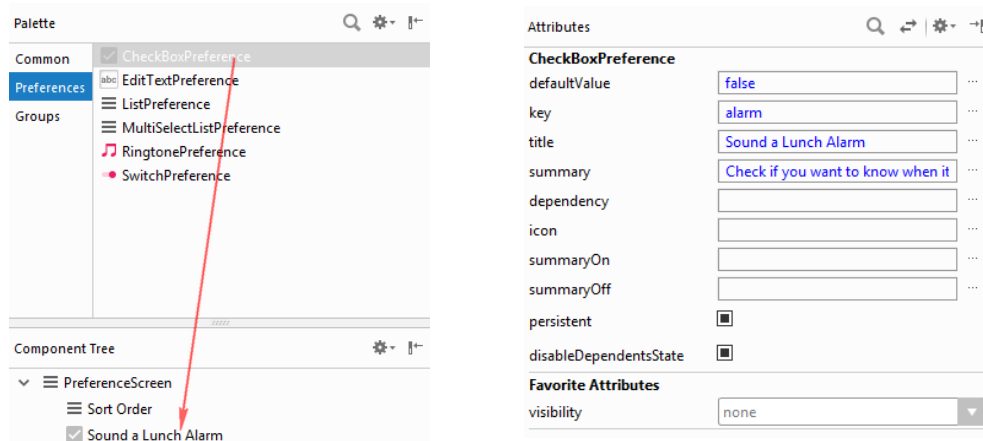 Palette
Common
Preferences
Groups
CheckBoxPreference
abc EditTextPreference
ListPreference
MultiSelectListPreference
RingtonePreference
SwitchPreference
Component Tree
PreferenceScreen
Sort Order
Sound a Lunch Alarm
Attributes
CheckBoxPreference
defaultValue false
key alarm
title Sound a Lunch Alarm
summary Check if you want to know when it
dependency
icon
summaryOn
summaryOff
persistent
disableDependentsState
Favorite Attributes
visibility none